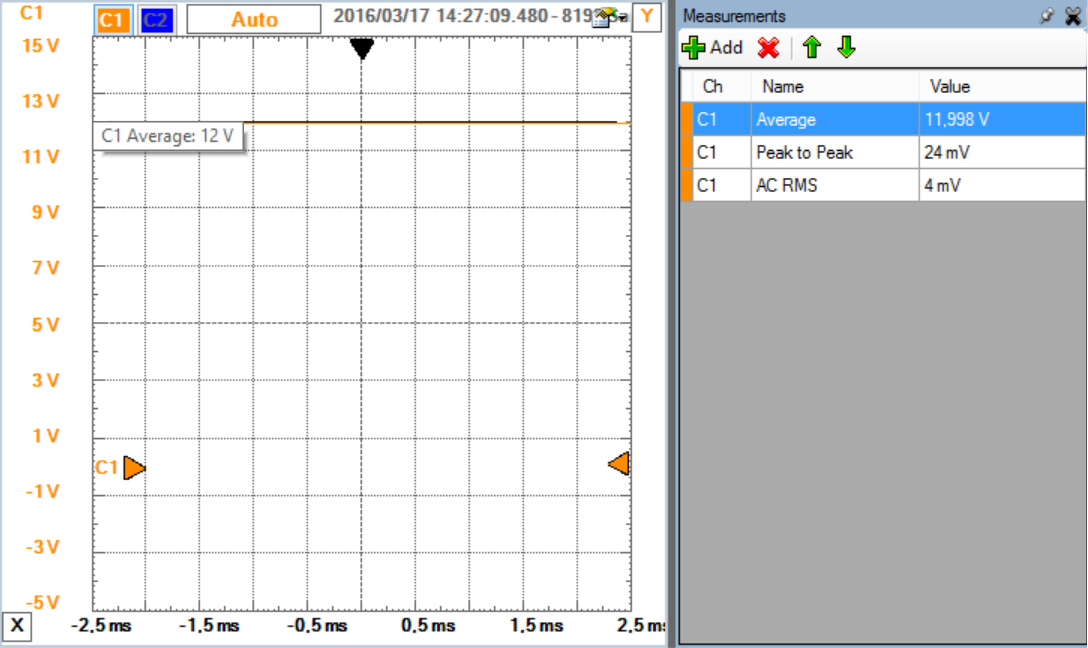 C1 C1 C2 Auto 2016/03/17 14:27:09.480 - 819 Y
15 V
13 V
C1 Average: 12 V
11 V
9 V
7 V
5 V
3 V
1 V
C1
-1 V
-3 V
-5 V
X -2,5 ms -1,5 ms -0,5 ms 0,5 ms 1,5 ms 2,5 m
Measurements
Add
Ch Name Value
C1 Average 11,998 V
C1 Peak to Peak 24 mV
C1 AC RMS 4 mV